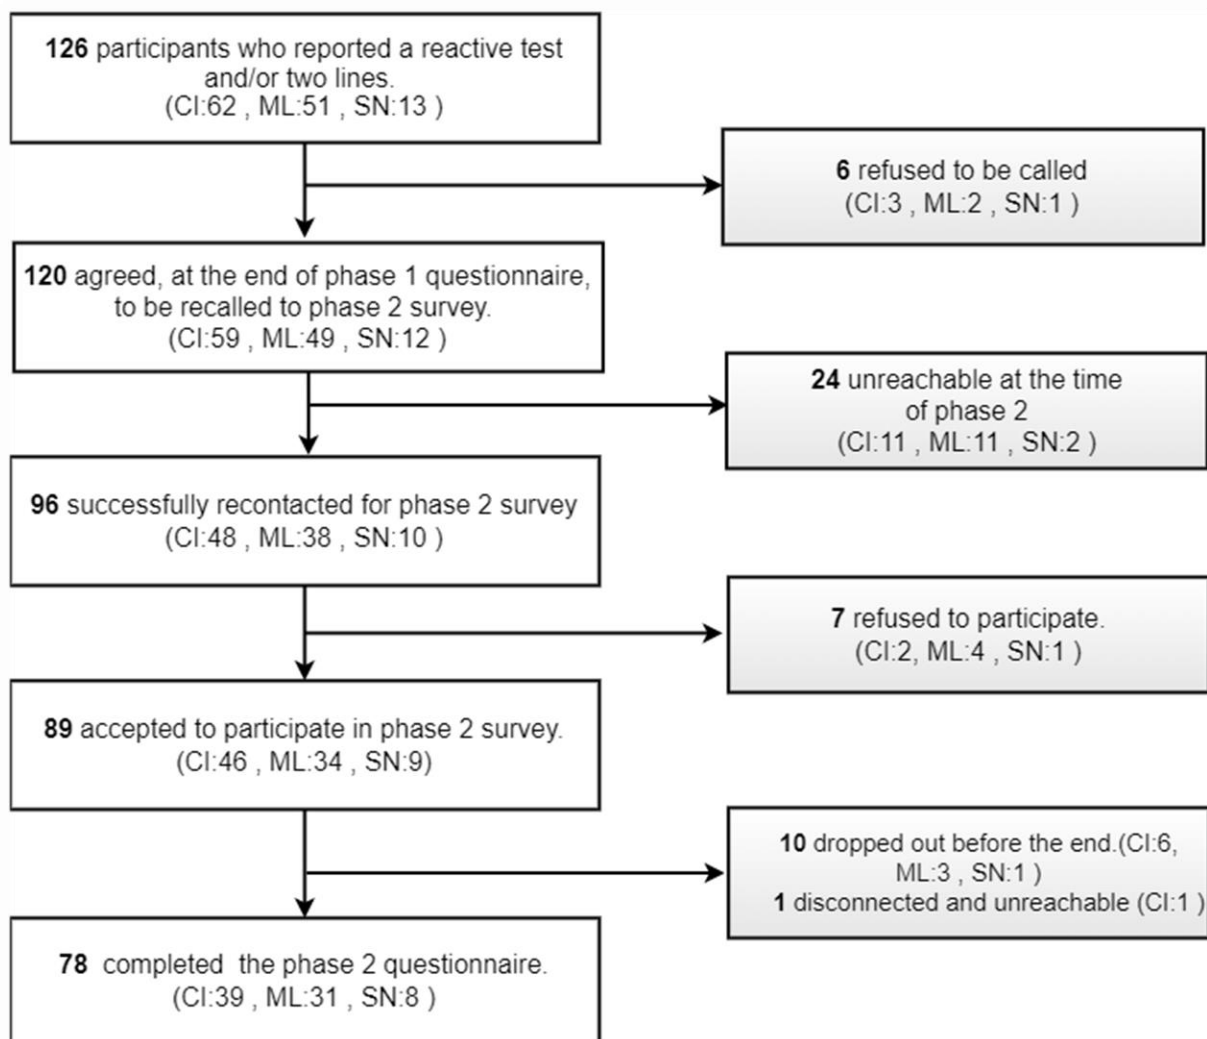 126 participants who reported a reactive test
and/or two lines.
(CI:62 , ML:51 , SN:13 )
6 refused to be called
(CI:3 , ML:2 , SN:1 )
120 agreed, at the end of phase 1 questionnaire,
to be recalled to phase 2 survey.
(CI:59 , ML:49 , SN:12 )
24 unreachable at the time
of phase 2
(CI:11 , ML:11 , SN:2 )
96 successfully recontacted for phase 2 survey
(CI:48 , ML:38 , SN:10 )
7 refused to participate.
(CI:2, ML:4 , SN:1 )
89 accepted to participate in phase 2 survey.
(CI:46 , ML:34 , SN:9)
10 dropped out before the end.(CI:6,
ML:3 , SN:1 )
1 disconnected and unreachable (CI:1 )
78 completed the phase 2 questionnaire.
(CI:39 , ML:31 , SN:8 )